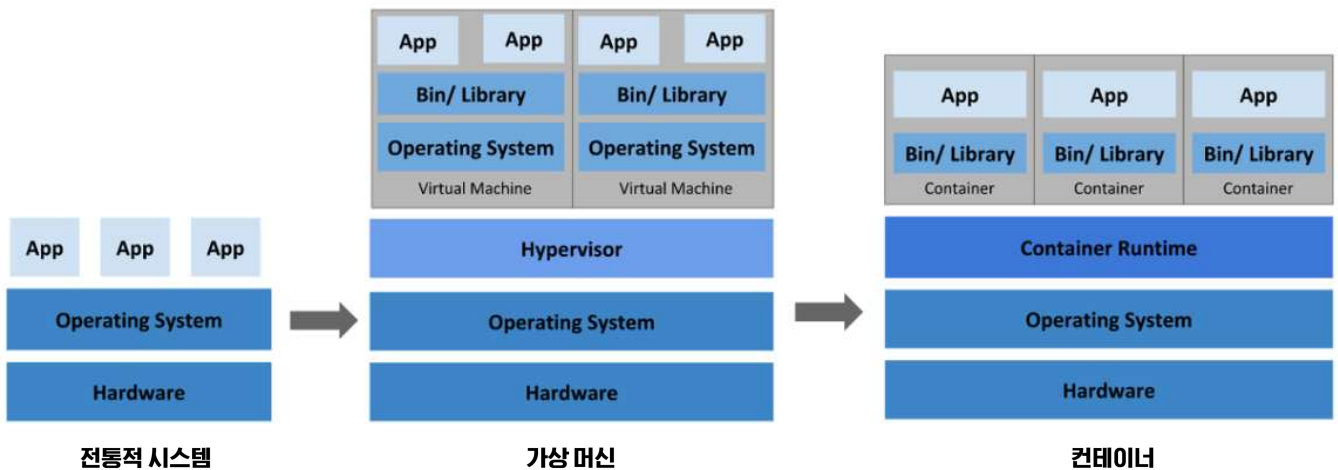 App App App
Operating System
Hardware
전통적 시스템
App App App App
Bin/ Library Bin/ Library
Operating System Operating System
Virtual Machine Virtual Machine
Hypervisor
Operating System
Hardware
가상 머신
App App App
Bin/ Library Bin/ Library Bin/ Library
Container Container Container
Container Runtime
Operating System
Hardware
컨테이너